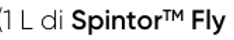 (1 L di Spintor™ Fly